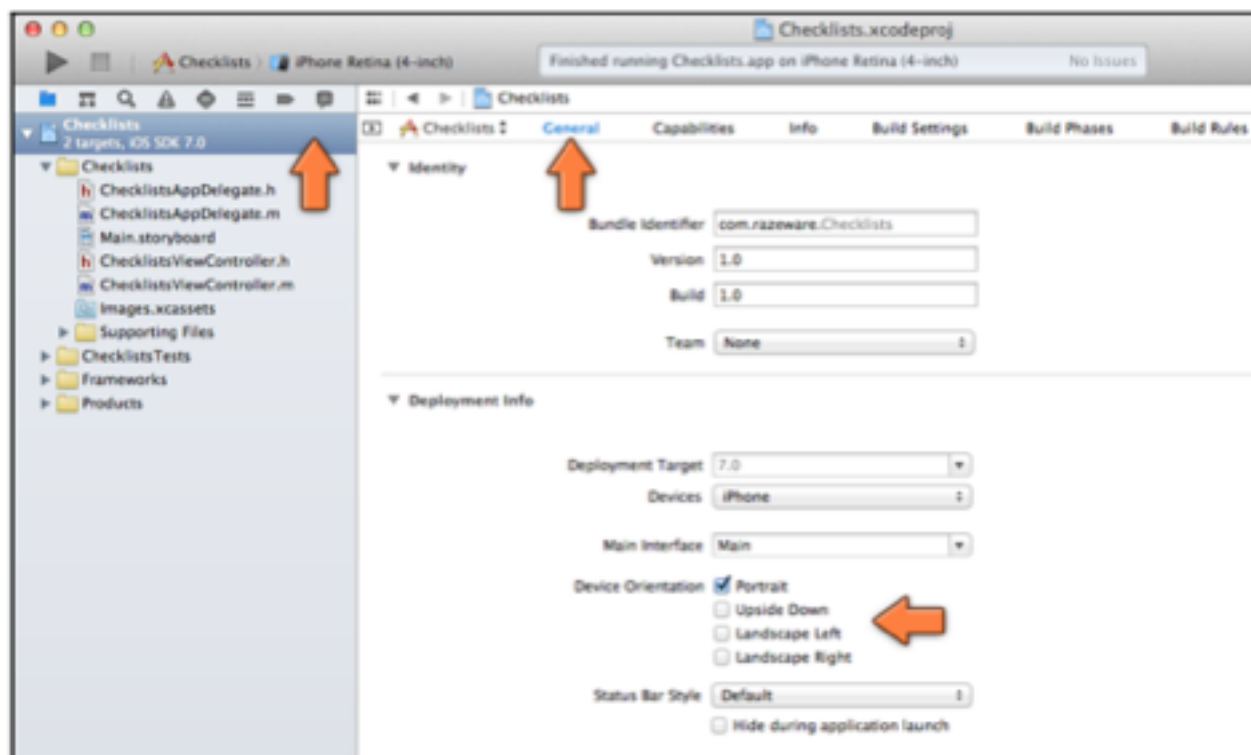 Checklists.xcodeproj
Checklists iPhone Retina (4-inch)
Finished running Checklists.app on iPhone Retina (4-inch)
No Issues
Checklists
Checklists
2 targets, iOS SDK 7.0
Checklists
ChecklistsAppDelegate.h
ChecklistsAppDelegate.m
Main.storyboard
ChecklistsViewController.h
ChecklistsViewController.m
Images.xcassets
Supporting Files
ChecklistsTests
Frameworks
Products
Checklists General Capabilities Info Build Settings Build Phases Build Rules
Identity
Bundle Identifier com.razeware.Checklists
Version 1.0
Build 1.0
Team None
Deployment Info
Deployment Target 7.0
Devices iPhone
Main Interface Main
Device Orientation Portrait
Upside Down
Landscape Left
Landscape Right
Status Bar Style Default
Hide during application launch